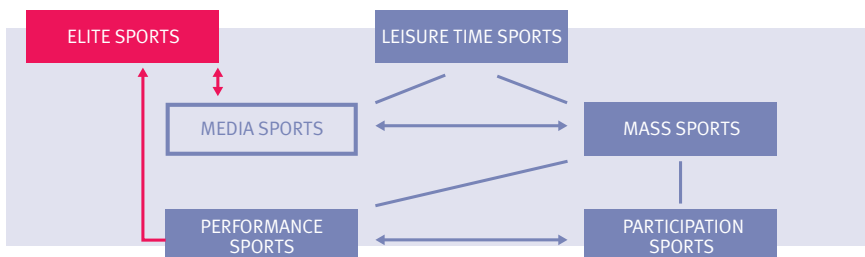 ELITE SPORTS
LEISURE TIME SPORTS
MEDIA SPORTS
MASS SPORTS
PERFORMANCE
SPORTS
PARTICIPATION
SPORTS